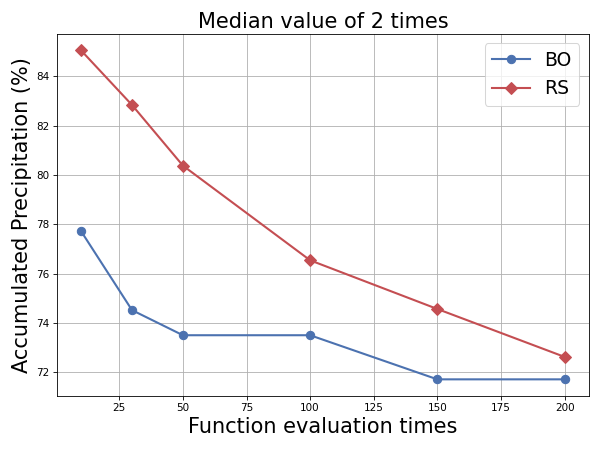 Median value of 2 times
Accumulated Precipitation (%)
84
82
80
78
76
74
72
BO
RS
25 50 75 100 125 150 175 200
Function evaluation times